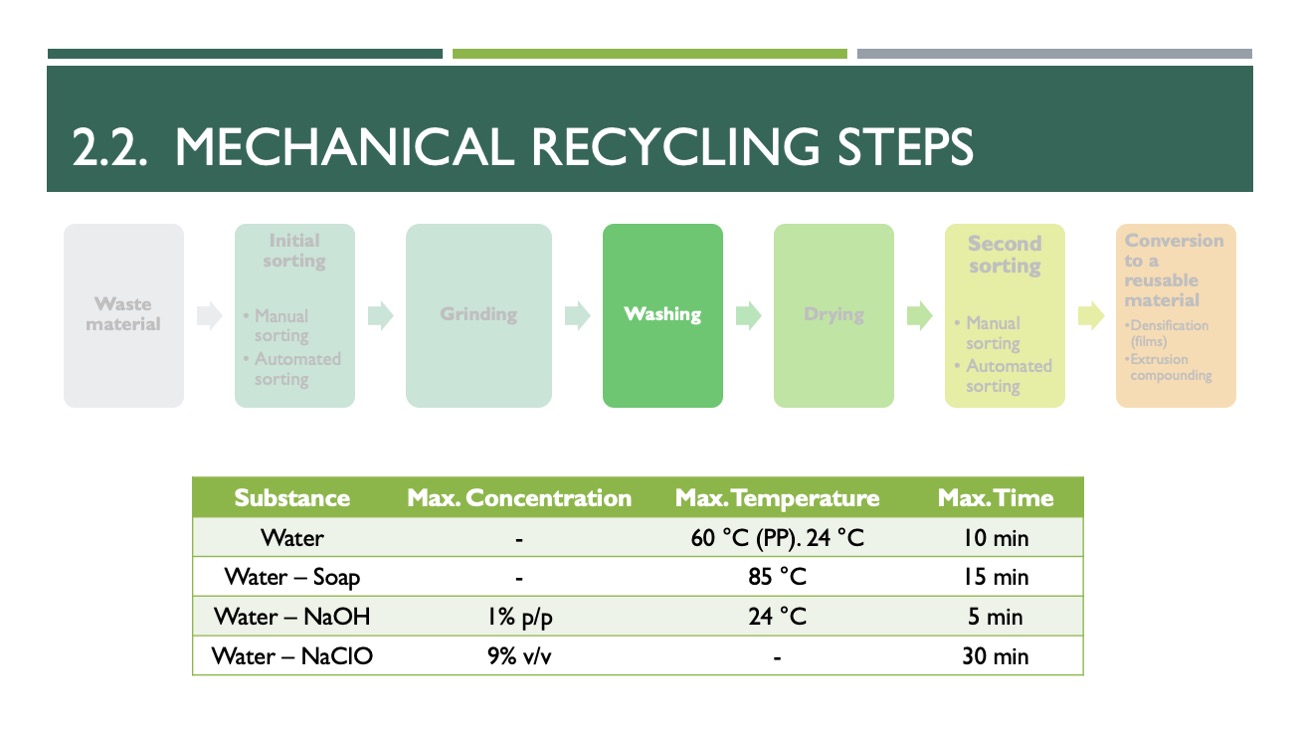 2.2. MECHANICAL RECYCLING STEPS
Waste
material
Initial
sorting
• Manual
sorting
• Automated
sorting
Grinding
Washing
Drying
Second
sorting
• Manual
sorting
• Automated
sorting
Conversion
to a
reusable
material
•Densification
(films)
•Extrusion
compounding
Substance Max. Concentration Max. Temperature Max. Time
Water - 60 °C (PP). 24 °C 10 min
Water – Soap - 85 °C 15 min
Water – NaOH 1% p/p 24 °C 5 min
Water – NaClO 9% v/v - 30 min